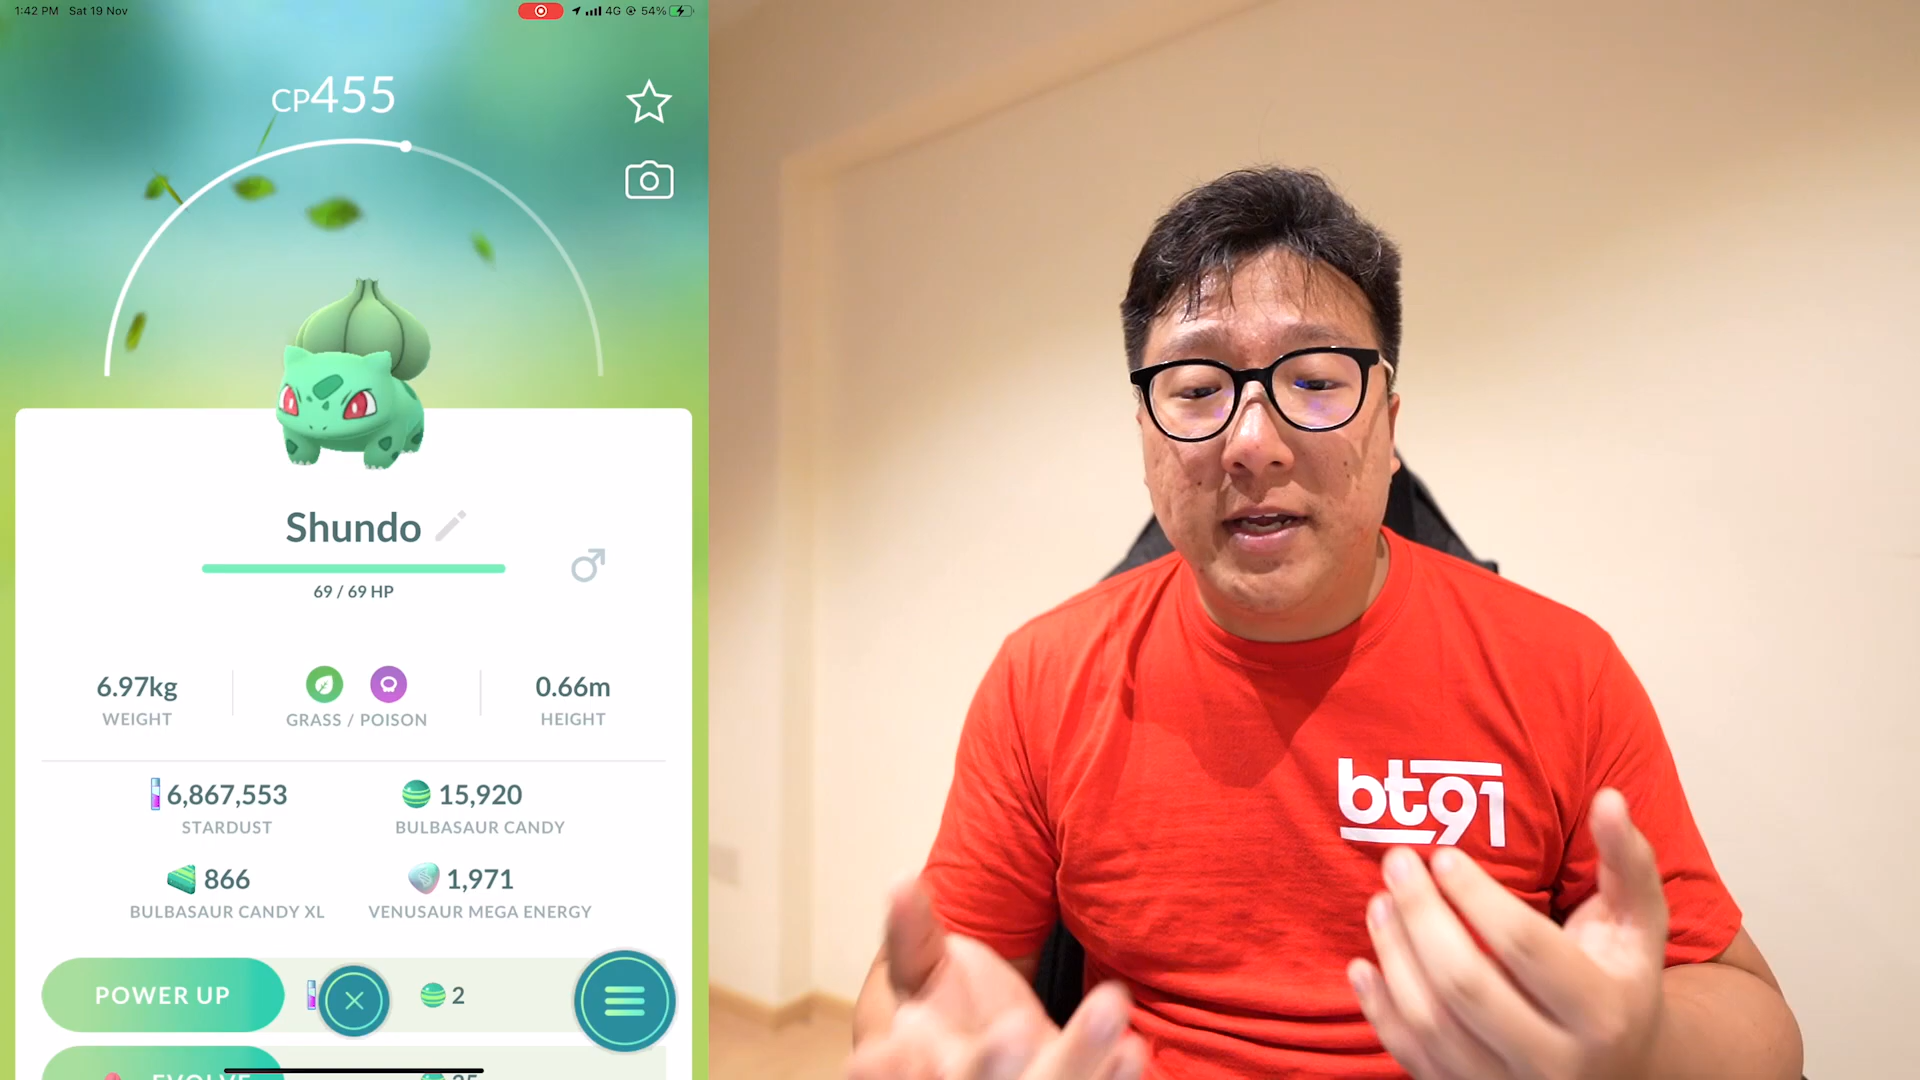 1:42 PM Sat 19 Nov
4G 54%
CP455
Shundo
69 / 69 HP
6.97kg
WEIGHT
GRASS / POISON
0.66m
HEIGHT
6,867,553
STARDUST
15,920
BULBASAUR CANDY
866
BULBASAUR CANDY XL
1,971
VENUSAUR MEGA ENERGY
POWER UP
2
EVOLVE
25
bt91